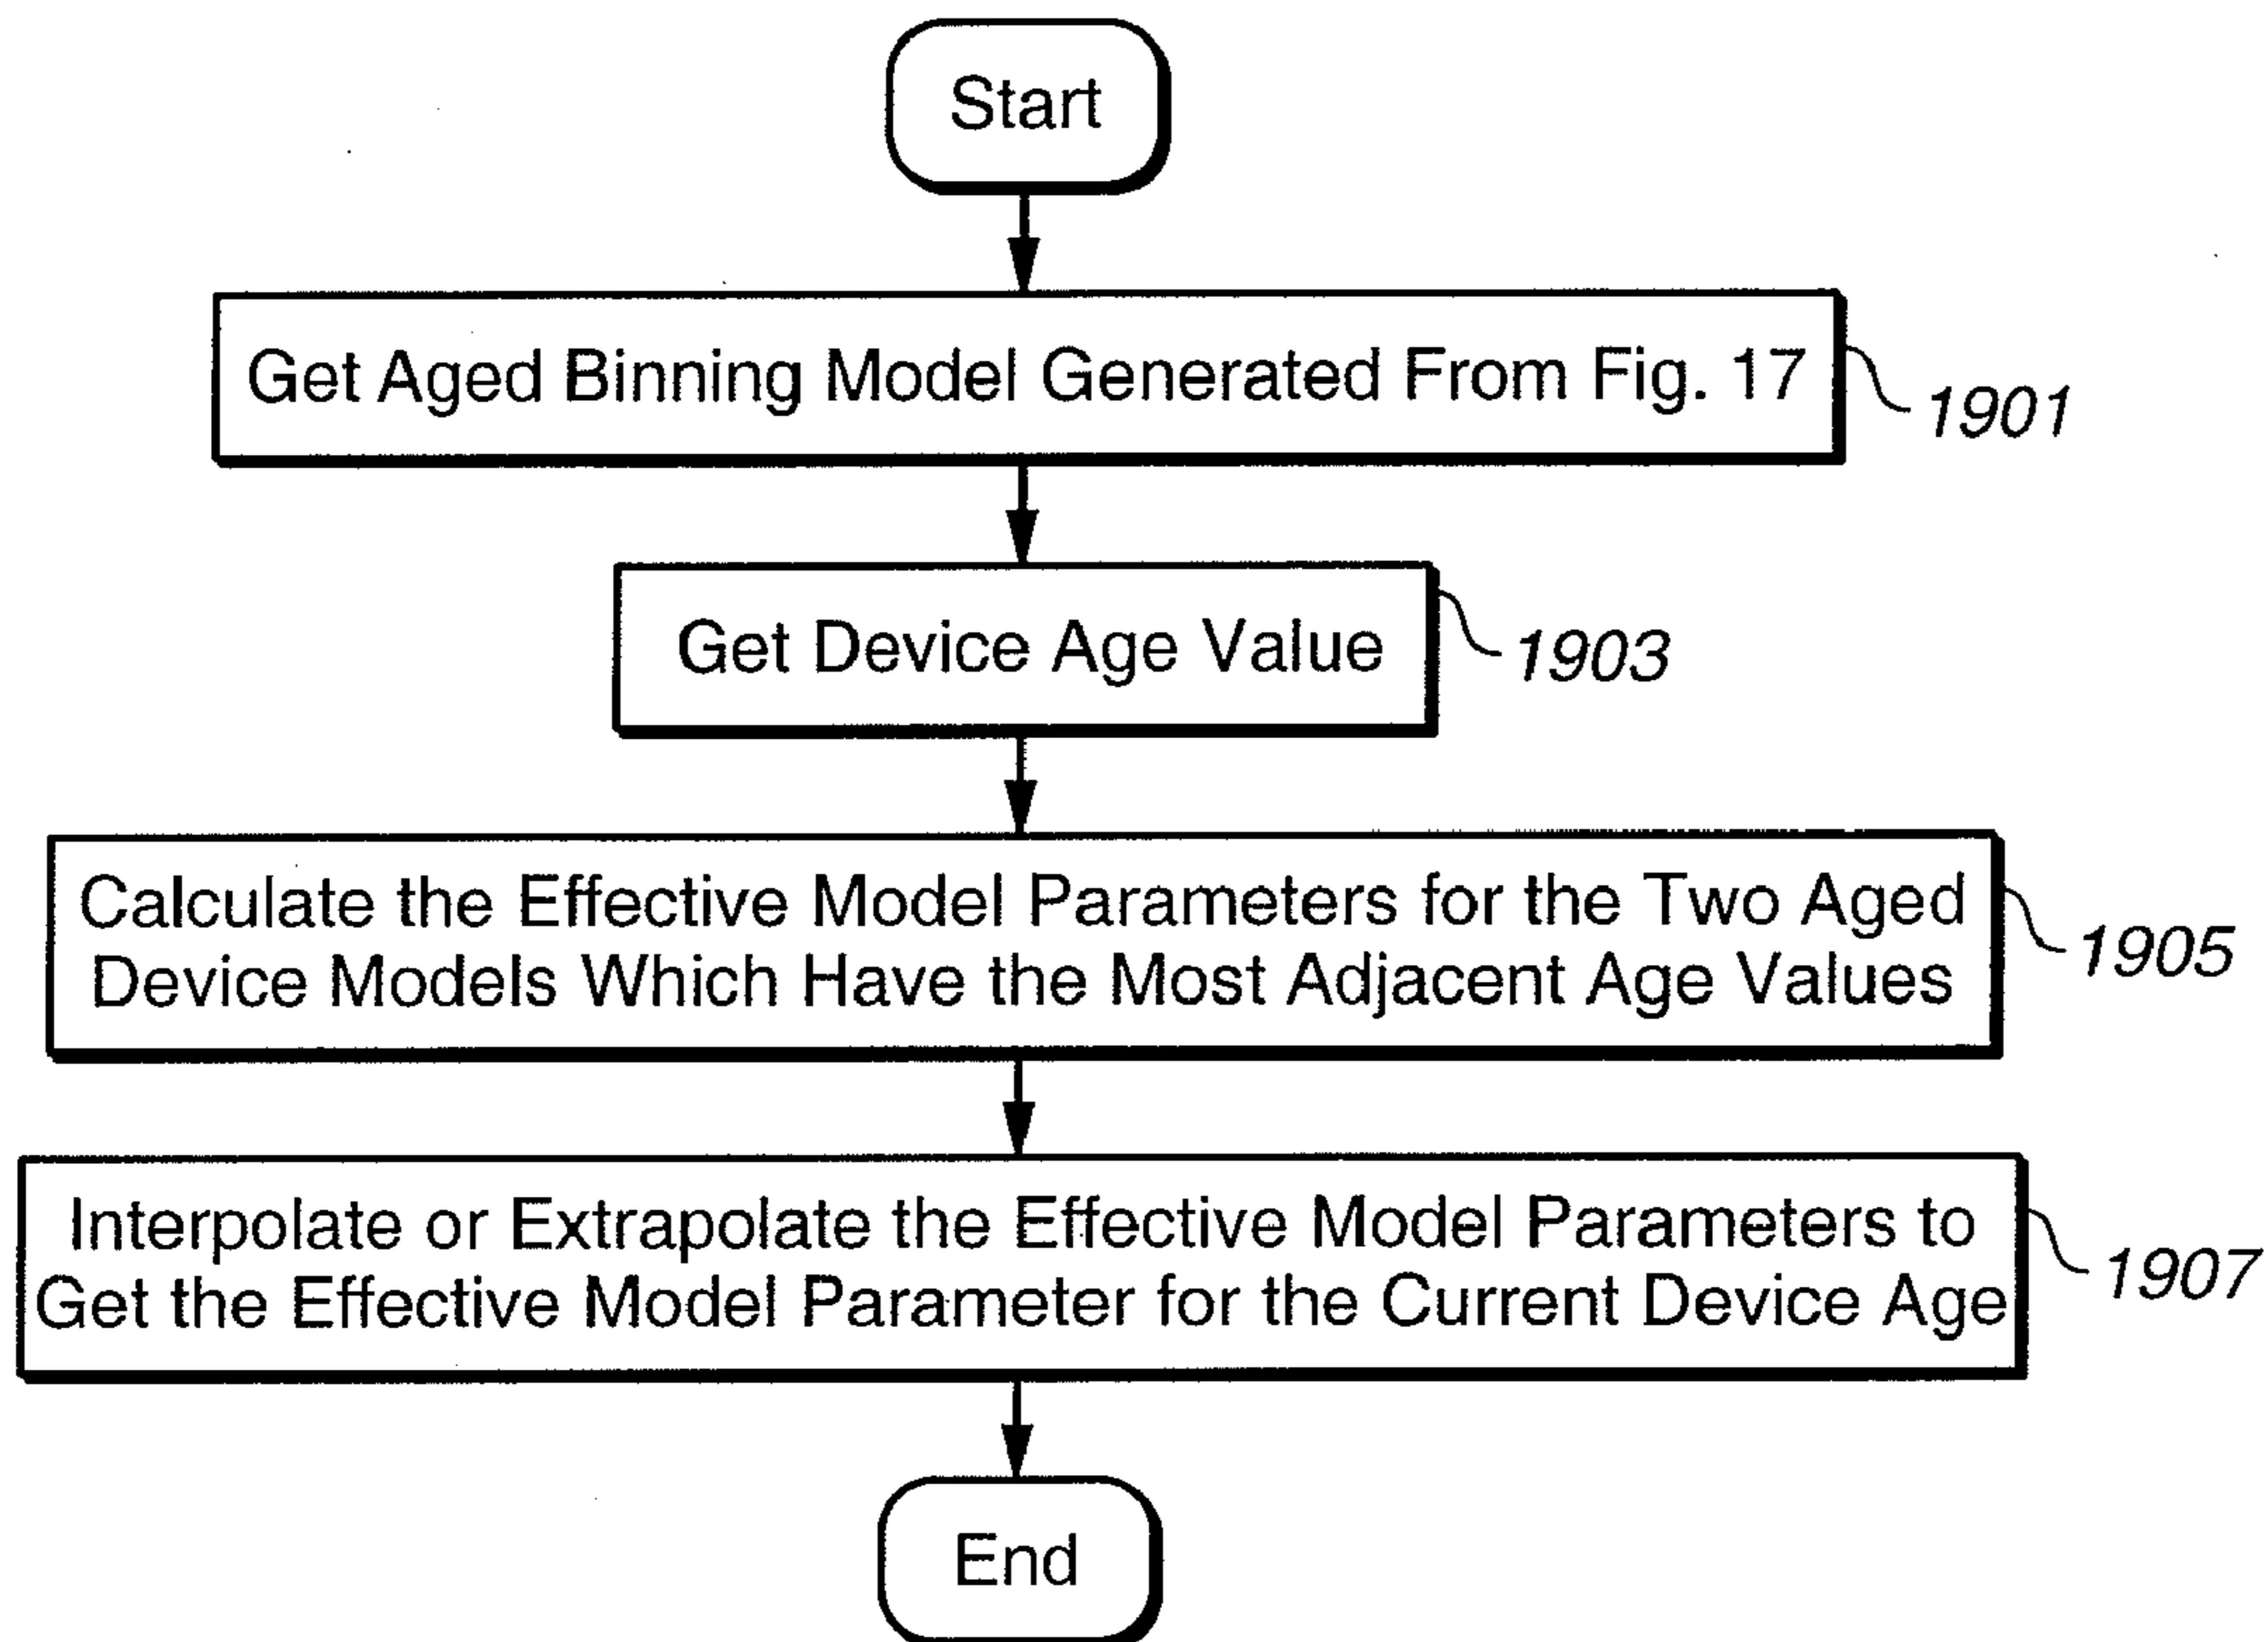 Start
Get Aged Binning Model Generated From Fig. 17
1901
Get Device Age Value
1903
Calculate the Effective Model Parameters for the Two Aged
Device Models Which Have the Most Adjacent Age Values
1905
Interpolate or Extrapolate the Effective Model Parameters to
Get the Effective Model Parameter for the Current Device Age
1907
End